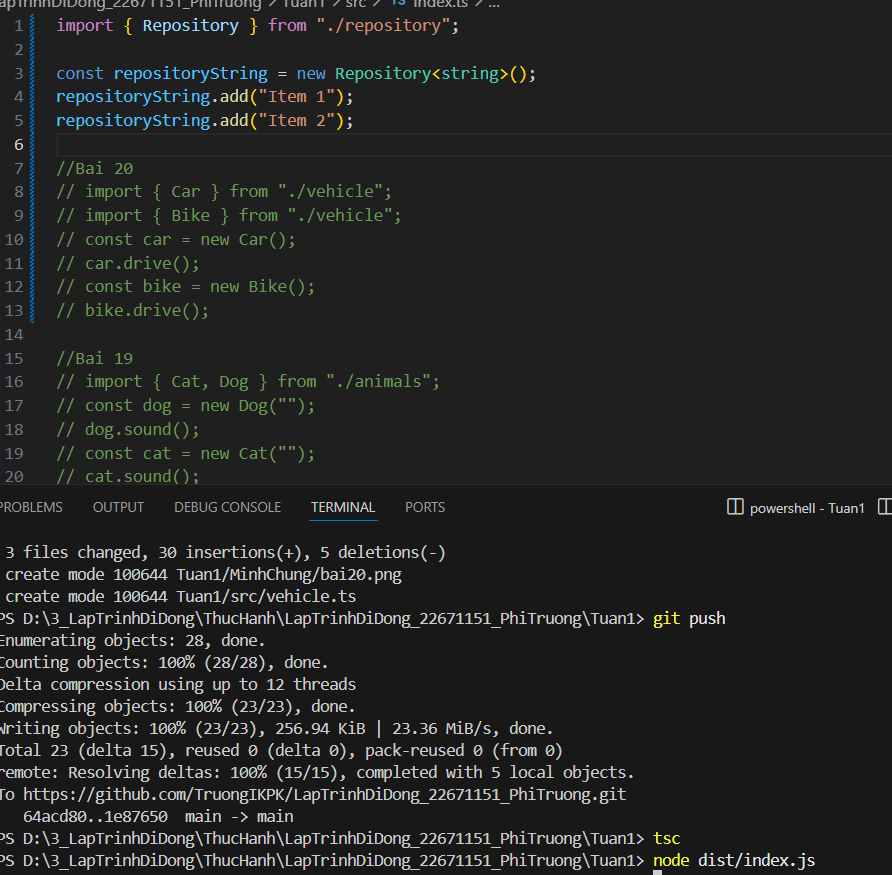 apTrinhDiDong_22671151_PhiTruong > Tuan1 > src > TS index.ts > ...
1 import { Repository } from "./repository";
2
3 const repositoryString = new Repository<string>();
4 repositoryString.add("Item 1");
5 repositoryString.add("Item 2");
6
7 //Bai 20
8 // import { Car } from "./vehicle";
9 // import { Bike } from "./vehicle";
10 // const car = new Car();
11 // car.drive();
12 // const bike = new Bike();
13 // bike.drive();
14
15 //Bai 19
16 // import { Cat, Dog } from "./animals";
17 // const dog = new Dog("");
18 // dog.sound();
19 // const cat = new Cat("");
20 // cat.sound();
PROBLEMS OUTPUT DEBUG CONSOLE TERMINAL PORTS powershell - Tuan1
3 files changed, 30 insertions(+), 5 deletions(-)
create mode 100644 Tuan1/MinhChung/bai20.png
create mode 100644 Tuan1/src/vehicle.ts
PS D:\3_LapTrinhDiDong\ThucHanh\LapTrinhDiDong_22671151_PhiTruong\Tuan1> git push
Enumerating objects: 28, done.
Counting objects: 100% (28/28), done.
Delta compression using up to 12 threads
Compressing objects: 100% (23/23), done.
Writing objects: 100% (23/23), 256.94 KiB | 23.36 MiB/s, done.
Total 23 (delta 15), reused 0 (delta 0), pack-reused 0 (from 0)
remote: Resolving deltas: 100% (15/15), completed with 5 local objects.
To https://github.com/TruongIKPK/LapTrinhDiDong_22671151_PhiTruong.git
64acd80..1e87650 main -> main
PS D:\3_LapTrinhDiDong\ThucHanh\LapTrinhDiDong_22671151_PhiTruong\Tuan1> tsc
PS D:\3_LapTrinhDiDong\ThucHanh\LapTrinhDiDong_22671151_PhiTruong\Tuan1> node dist/index.js